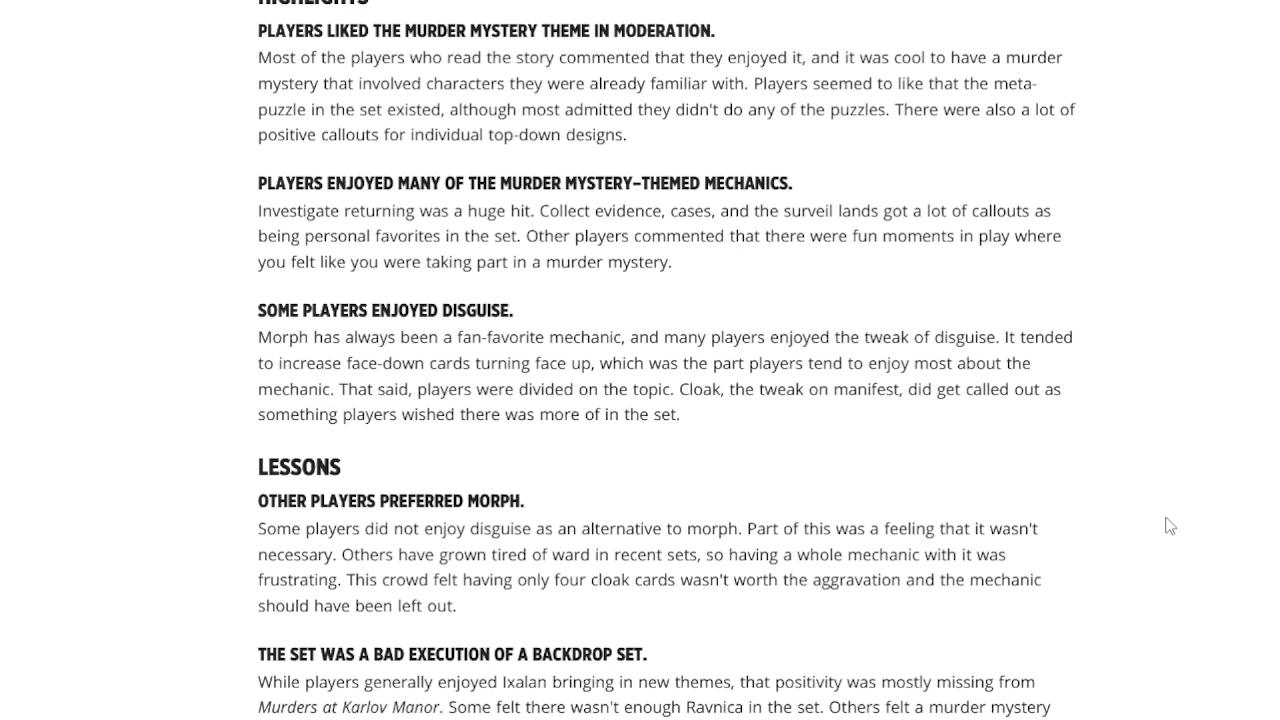 HIGHLIGHTS
PLAYERS LIKED THE MURDER MYSTERY THEME IN MODERATION.
Most of the players who read the story commented that they enjoyed it, and it was cool to have a murder
mystery that involved characters they were already familiar with. Players seemed to like that the meta-
puzzle in the set existed, although most admitted they didn't do any of the puzzles. There were also a lot of
positive callouts for individual top-down designs.
PLAYERS ENJOYED MANY OF THE MURDER MYSTERY–THEMED MECHANICS.
Investigate returning was a huge hit. Collect evidence, cases, and the surveil lands got a lot of callouts as
being personal favorites in the set. Other players commented that there were fun moments in play where
you felt like you were taking part in a murder mystery.
SOME PLAYERS ENJOYED DISGUISE.
Morph has always been a fan-favorite mechanic, and many players enjoyed the tweak of disguise. It tended
to increase face-down cards turning face up, which was the part players tend to enjoy most about the
mechanic. That said, players were divided on the topic. Cloak, the tweak on manifest, did get called out as
something players wished there was more of in the set.
LESSONS
OTHER PLAYERS PREFERRED MORPH.
Some players did not enjoy disguise as an alternative to morph. Part of this was a feeling that it wasn't
necessary. Others have grown tired of ward in recent sets, so having a whole mechanic with it was
frustrating. This crowd felt having only four cloak cards wasn't worth the aggravation and the mechanic
should have been left out.
THE SET WAS A BAD EXECUTION OF A BACKDROP SET.
While players generally enjoyed Ixalan bringing in new themes, that positivity was mostly missing from
Murders at Karlov Manor. Some felt there wasn't enough Ravnica in the set. Others felt a murder mystery